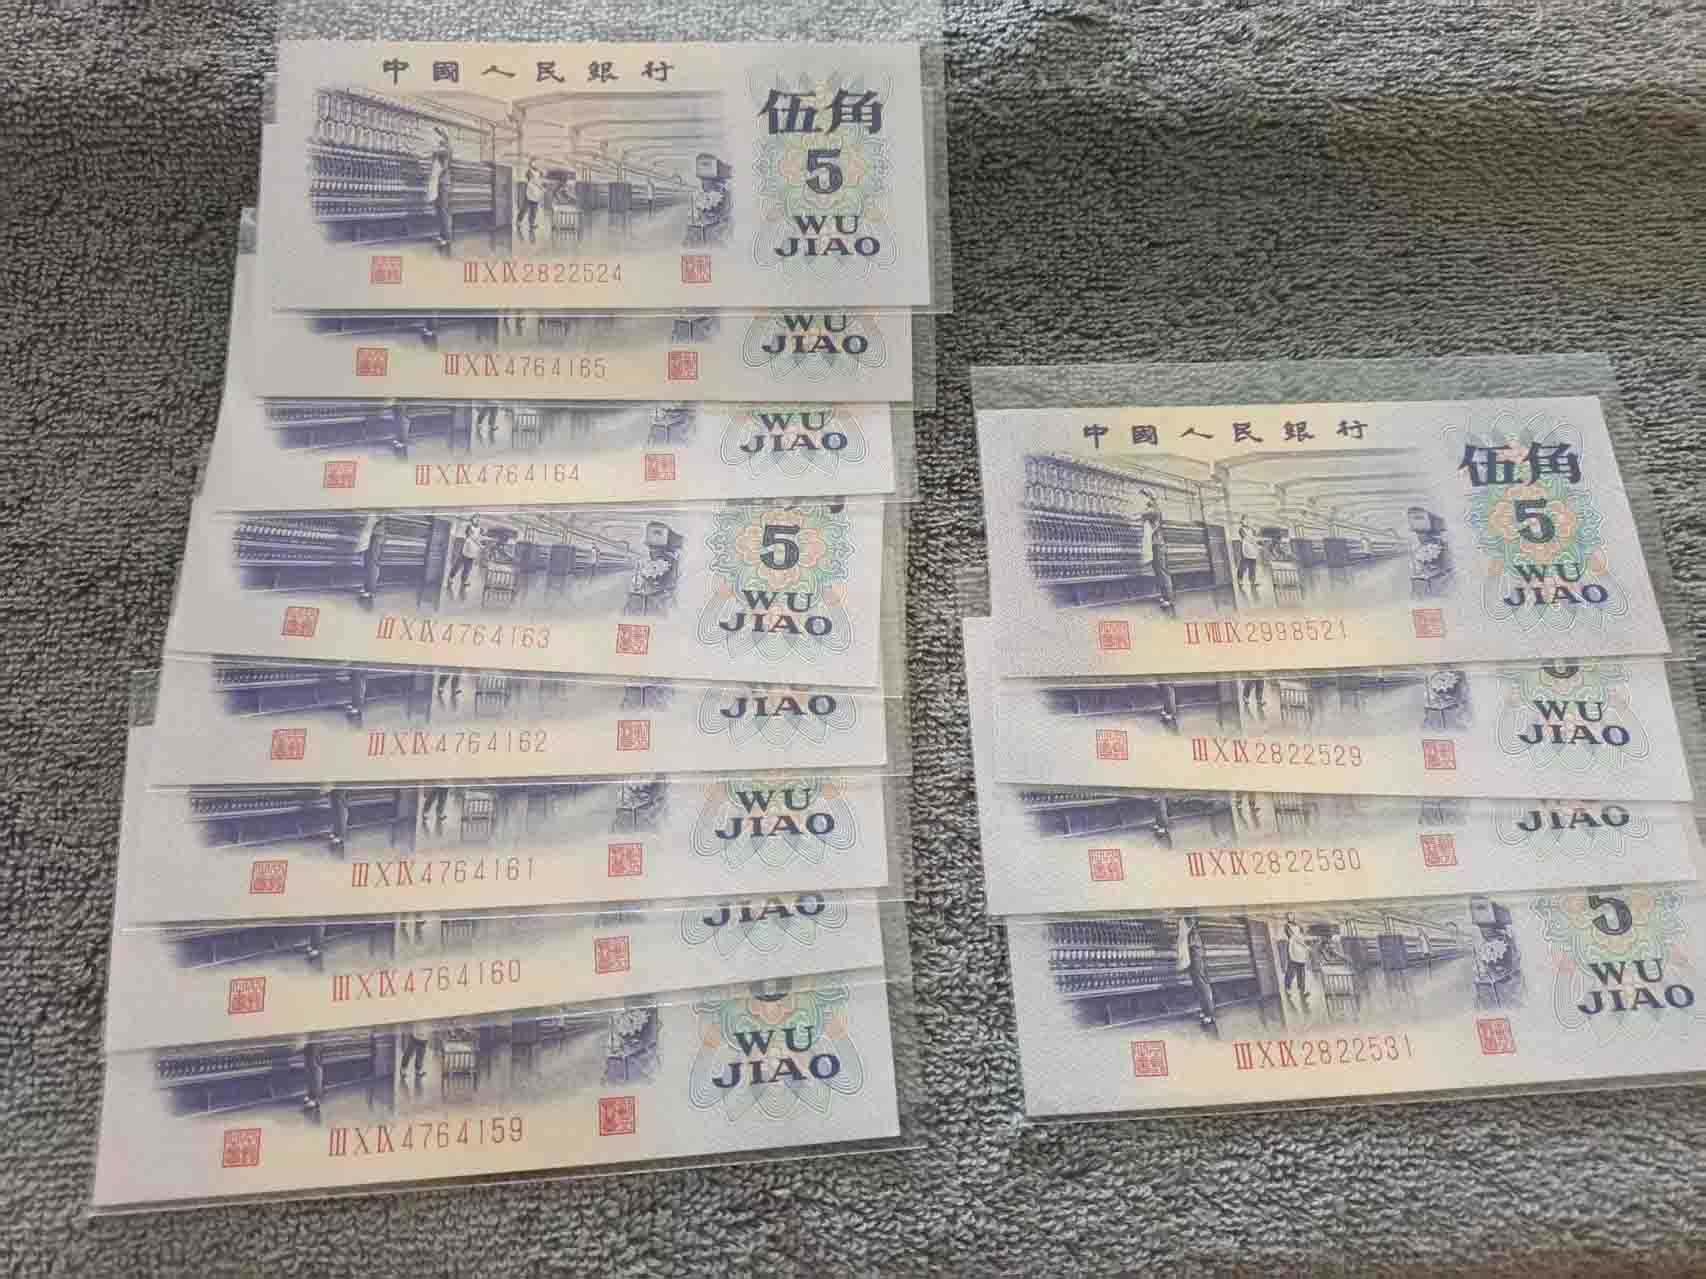 中國人民銀行
伍角
5
WU
JIAO
ⅢⅩⅨ2822524
WU
JIAO
ⅢⅩⅨ4764165
WU
JIAO
ⅢⅩⅨ4764164
5
WU
JIAO
ⅢⅩⅨ4764163
JIAO
ⅢⅩⅨ4764162
WU
JIAO
ⅢⅩⅨ4764161
JIAO
ⅢⅩⅨ4764160
WU
JIAO
ⅢⅩⅨ4764159
中國人民銀行
伍角
5
WU
JIAO
ⅡⅧⅨ2998521
WU
JIAO
ⅢⅩⅨ2822529
JIAO
ⅢⅩⅨ2822530
5
WU
JIAO
ⅢⅩⅨ2822531